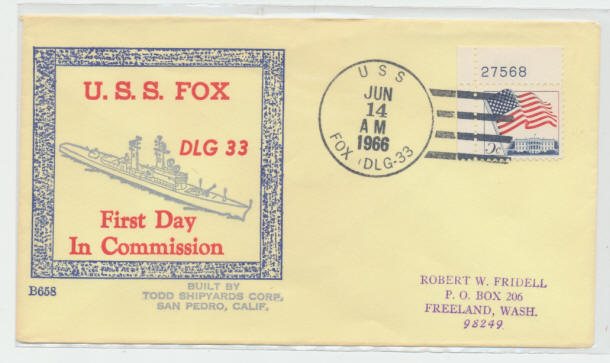 U. S. S. FOX
DLG 33
First Day
In Commission
B658
BUILT BY
TODD SHIPYARDS CORP.
SAN PEDRO, CALIF.
USS
JUN
14
AM
1966
FOX (DLG-33
27568
5c
ROBERT W. FRIDELL
P. O. BOX 206
FREELAND, WASH.
98249.